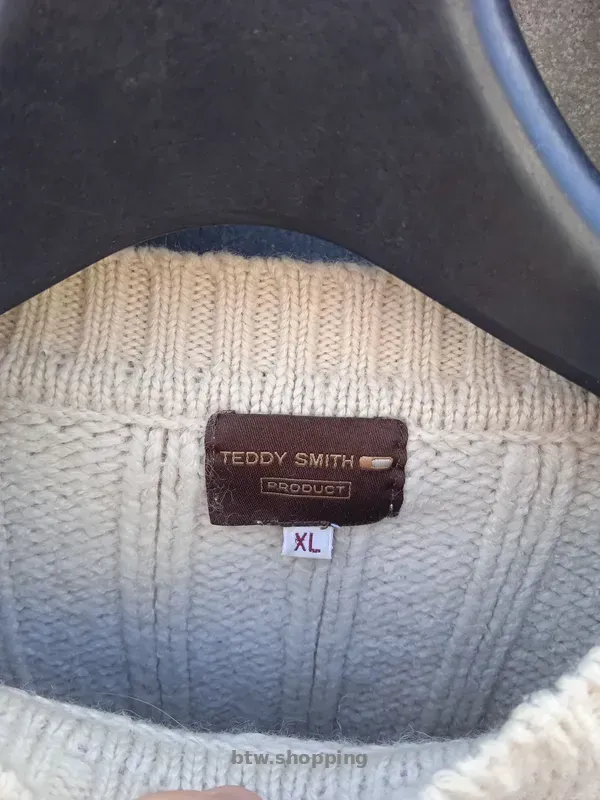 TEDDY SMITH
PRODUCT
XL
btw.shopping